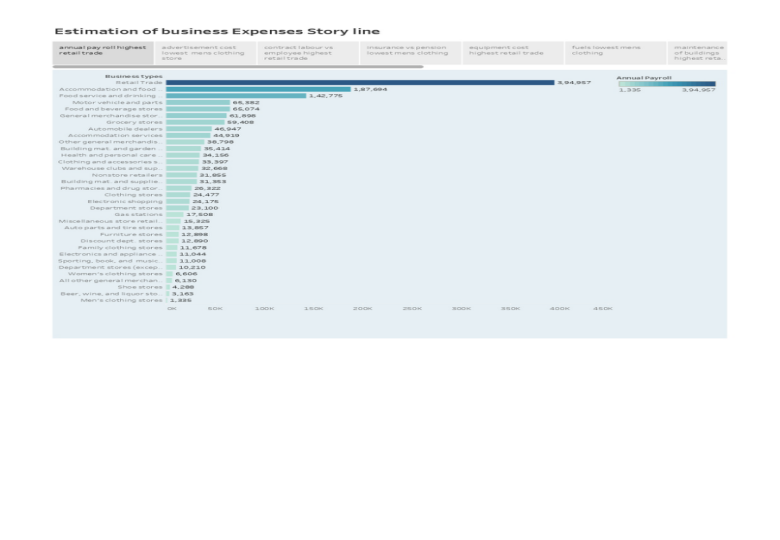 Estimation of business Expenses Story line
annual pay roll highest retail trade
advertisement cost lowest mens clothing store
contract labour vs employee highest retail trade
insurance vs pension lowest mens clothing
equipment cost highest retail trade
fuels lowest mens clothing
maintenance of buildings highest reta..
Business types
Retail Trade 3,94,957
Accommodation and food .. 1,87,694
Food service and drinking .. 1,42,775
Motor vehicle and parts 65,382
Food and beverage stores 65,074
General merchandise stor.. 61,898
Grocery stores 59,408
Automobile dealers 46,947
Accommodation services 44,919
Other general merchandis.. 38,798
Building mat. and garden .. 35,414
Health and personal care .. 34,156
Clothing and accessories s.. 33,397
Warehouse clubs and sup.. 32,669
Nonstore retailers 31,855
Building mat. and supplie.. 31,353
Pharmacies and drug stor.. 26,322
Clothing stores 24,477
Electronic shopping 24,175
Department stores 23,100
Gas stations 17,508
Miscellaneous store retail.. 15,325
Auto parts and tire stores 13,857
Furniture stores 12,898
Discount dept. stores 12,890
Family clothing stores 11,678
Electronics and appliance .. 11,044
Sporting, book, and music.. 11,008
Department stores (excep.. 10,210
Women's clothing stores 6,606
All other general merchan.. 6,130
Shoe stores 4,288
Beer, wine, and liquor sto.. 3,163
Men's clothing stores 1,335
0K 50K 100K 150K 200K 250K 300K 350K 400K 450K
Annual Payroll
1,335 3,94,957